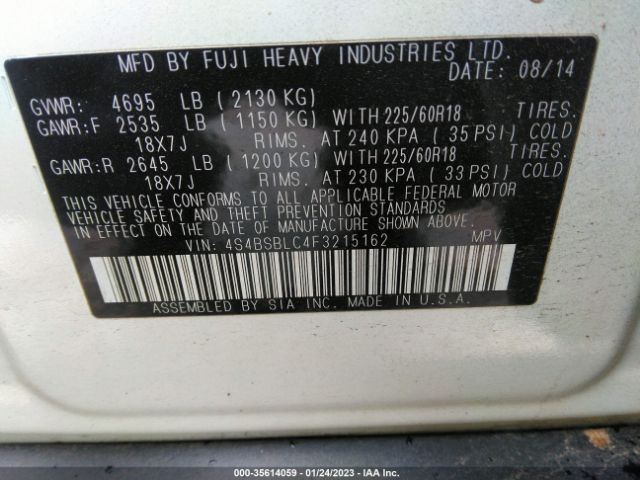 MFD BY FUJI HEAVY INDUSTRIES LTD.
DATE: 08/14
GVWR: 4695 LB (2130 KG)
GAWR:F 2535 LB (1150 KG) WITH 225/60R18 TIRES.
18X7J RIMS. AT 240 KPA (35 PSI) COLD
GAWR:R 2645 LB (1200 KG) WITH 225/60R18 TIRES.
18X7J RIMS. AT 230 KPA (33 PSI) COLD
THIS VEHICLE CONFORMS TO ALL APPLICABLE FEDERAL MOTOR
VEHICLE SAFETY AND THEFT PREVENTION STANDARDS
IN EFFECT ON THE DATE OF MANUFACTURE SHOWN ABOVE.
VIN: 4S4BSBLC4F3215162 MPV
ASSEMBLED BY SIA INC. MADE IN U.S.A.
000-35614059 — 01/24/2023 — IAA Inc.